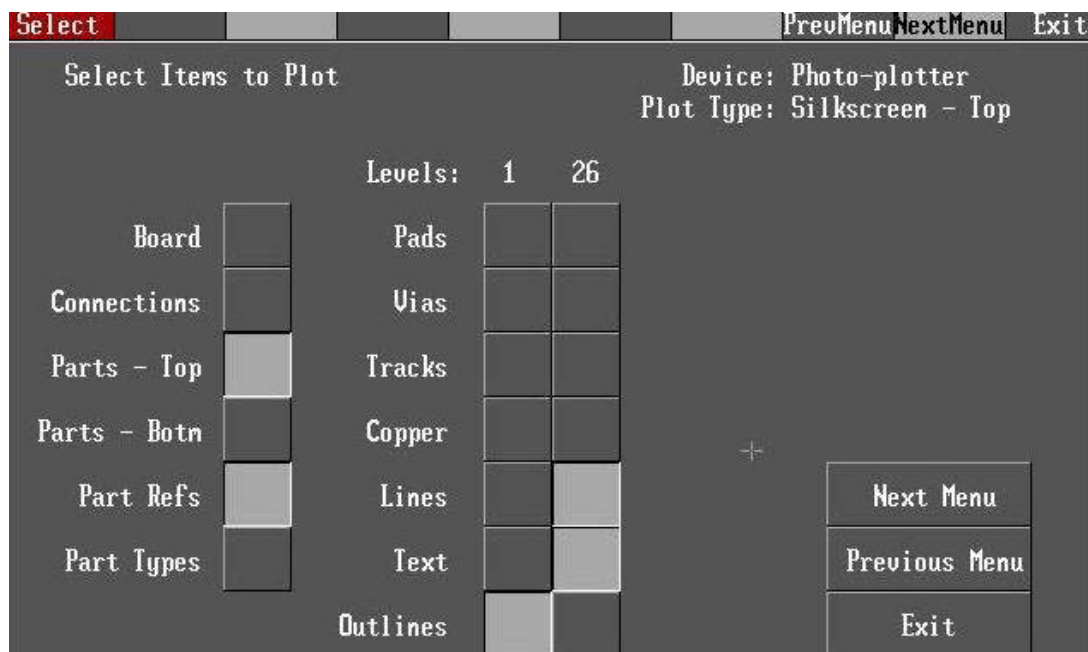 Select PrevMenu NextMenu Exit
Select Items to Plot Device: Photo-plotter
Plot Type: Silkscreen - Top
Levels: 1 26
Board Pads
Connections Vias
Parts - Top Tracks
Parts - Botm Copper
Part Refs Lines Next Menu
Part Types Text Previous Menu
Outlines Exit